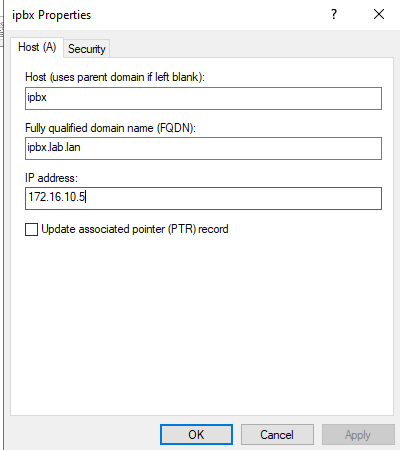 ipbx Properties
?
Host (A)
Security
Host (uses parent domain if left blank):
ipbx
Fully qualified domain name (FQDN):
ipbx.lab.lan
IP address:
172.16.10.5
Update associated pointer (PTR) record
OK
Cancel
Apply